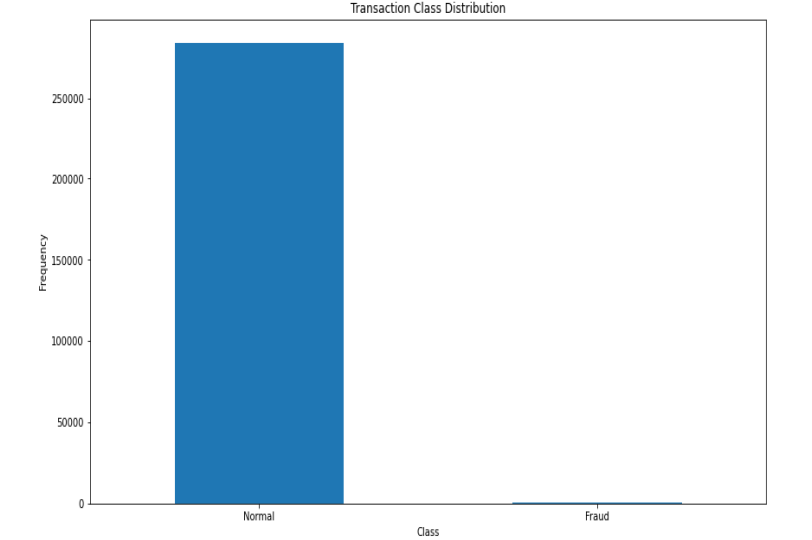 Transaction Class Distribution
250000
200000
150000
100000
50000
0
Frequency
Normal
Fraud
Class